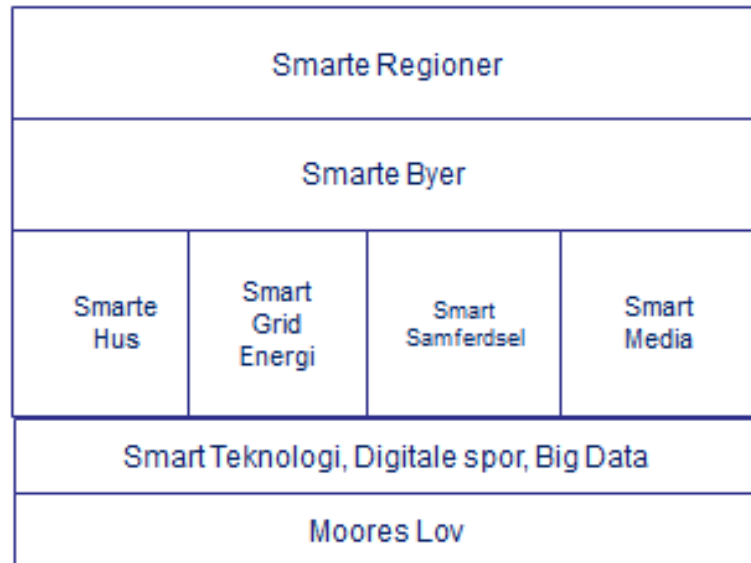 Smarte Regioner
Smarte Byer
Smarte
Hus
Smart
Grid
Energi
Smart
Samferdsel
Smart
Media
Smart Teknologi, Digitale spor, Big Data
Moores Lov